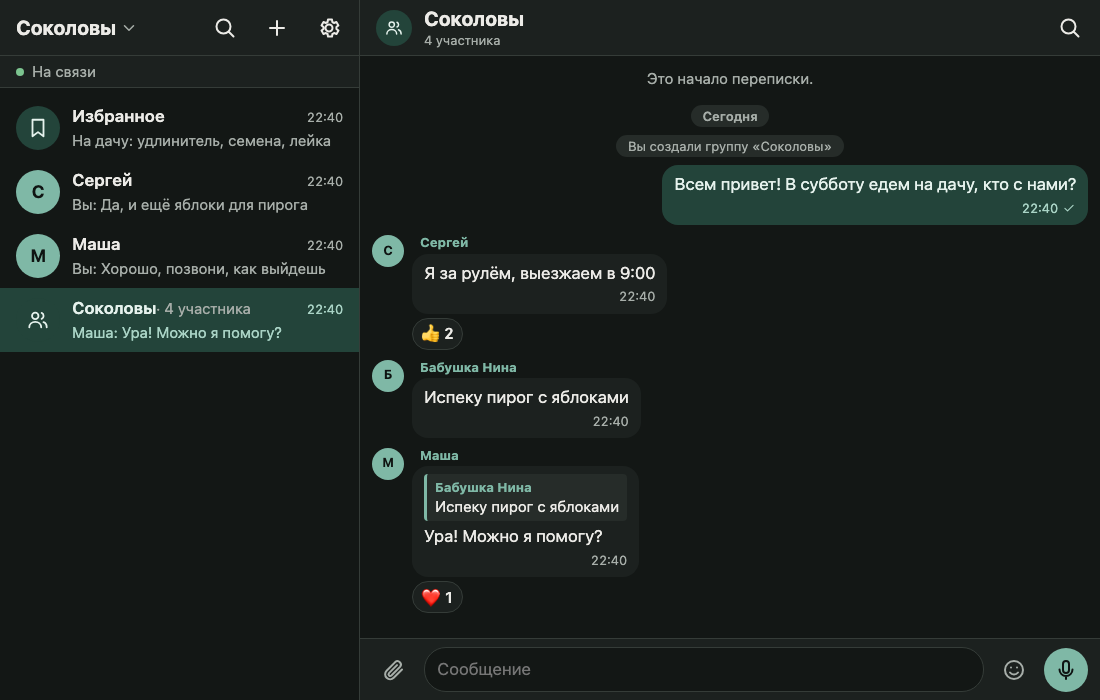 Соколовы
На связи
Избранное 22:40
На дачу: удлинитель, семена, лейка
С
Сергей 22:40
Вы: Да, и ещё яблоки для пирога
М
Маша 22:40
Вы: Хорошо, позвони, как выйдешь
Соколовы · 4 участника 22:40
Маша: Ура! Можно я помогу?
Соколовы
4 участника
Это начало переписки.
Сегодня
Вы создали группу «Соколовы»
Всем привет! В субботу едем на дачу, кто с нами?
22:40
С
Сергей
Я за рулём, выезжаем в 9:00
22:40
👍 2
Б
Бабушка Нина
Испеку пирог с яблоками
22:40
М
Маша
Бабушка Нина
Испеку пирог с яблоками
Ура! Можно я помогу?
22:40
❤️ 1
Сообщение